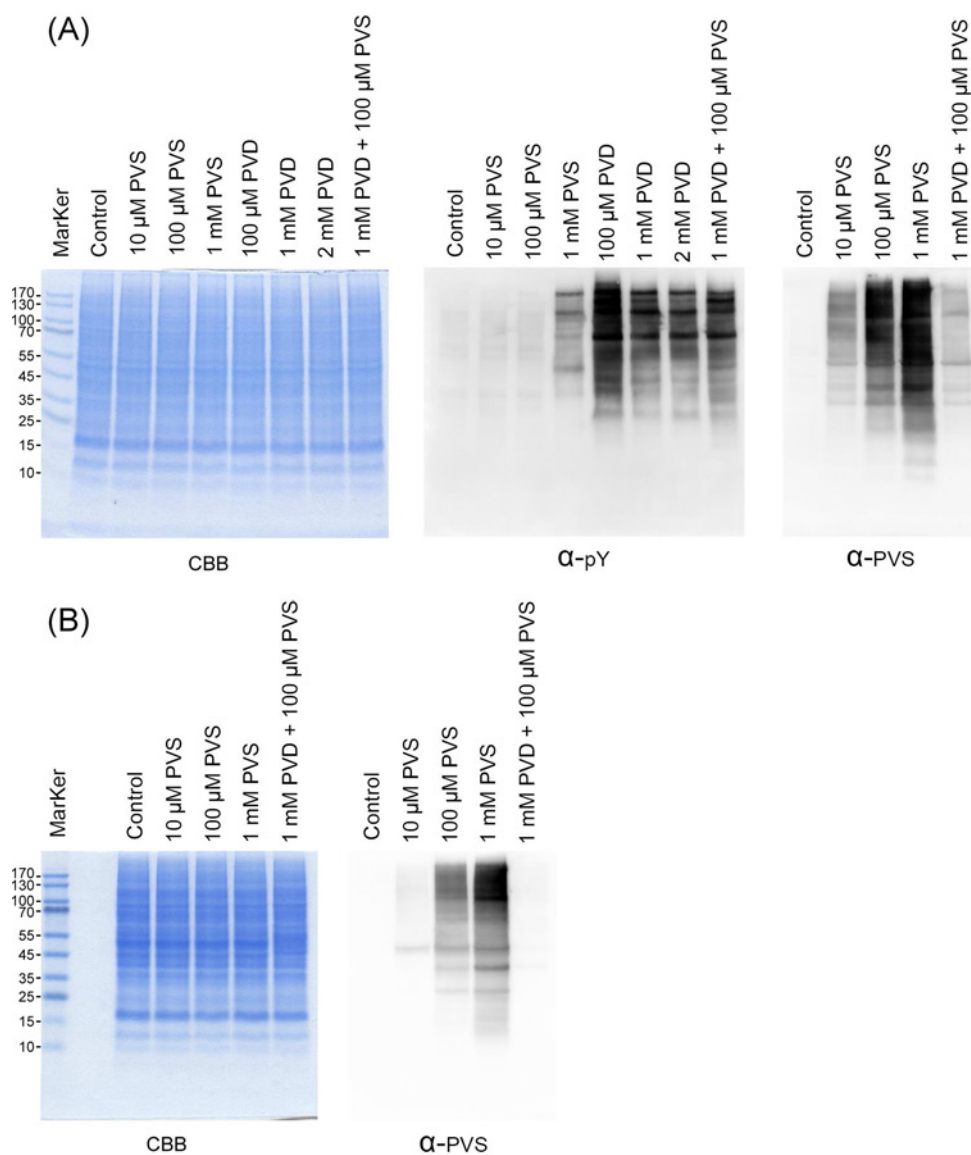 (A)
MarKer
Control
10 µM PVS
100 µM PVS
1 mM PVS
100 µM PVD
1 mM PVD
2 mM PVD
1 mM PVD + 100 µM PVS
Control
10 µM PVS
100 µM PVS
1 mM PVS
100 µM PVD
1 mM PVD
2 mM PVD
1 mM PVD + 100 µM PVS
Control
10 µM PVS
100 µM PVS
1 mM PVS
1 mM PVD + 100 µM PVS
170
130
100
70
55
45
35
25
15
10
CBB
α-pY
α-PVS
(B)
MarKer
Control
10 µM PVS
100 µM PVS
1 mM PVS
1 mM PVD + 100 µM PVS
Control
10 µM PVS
100 µM PVS
1 mM PVS
1 mM PVD + 100 µM PVS
170
130
100
70
55
45
35
25
15
10
CBB
α-PVS